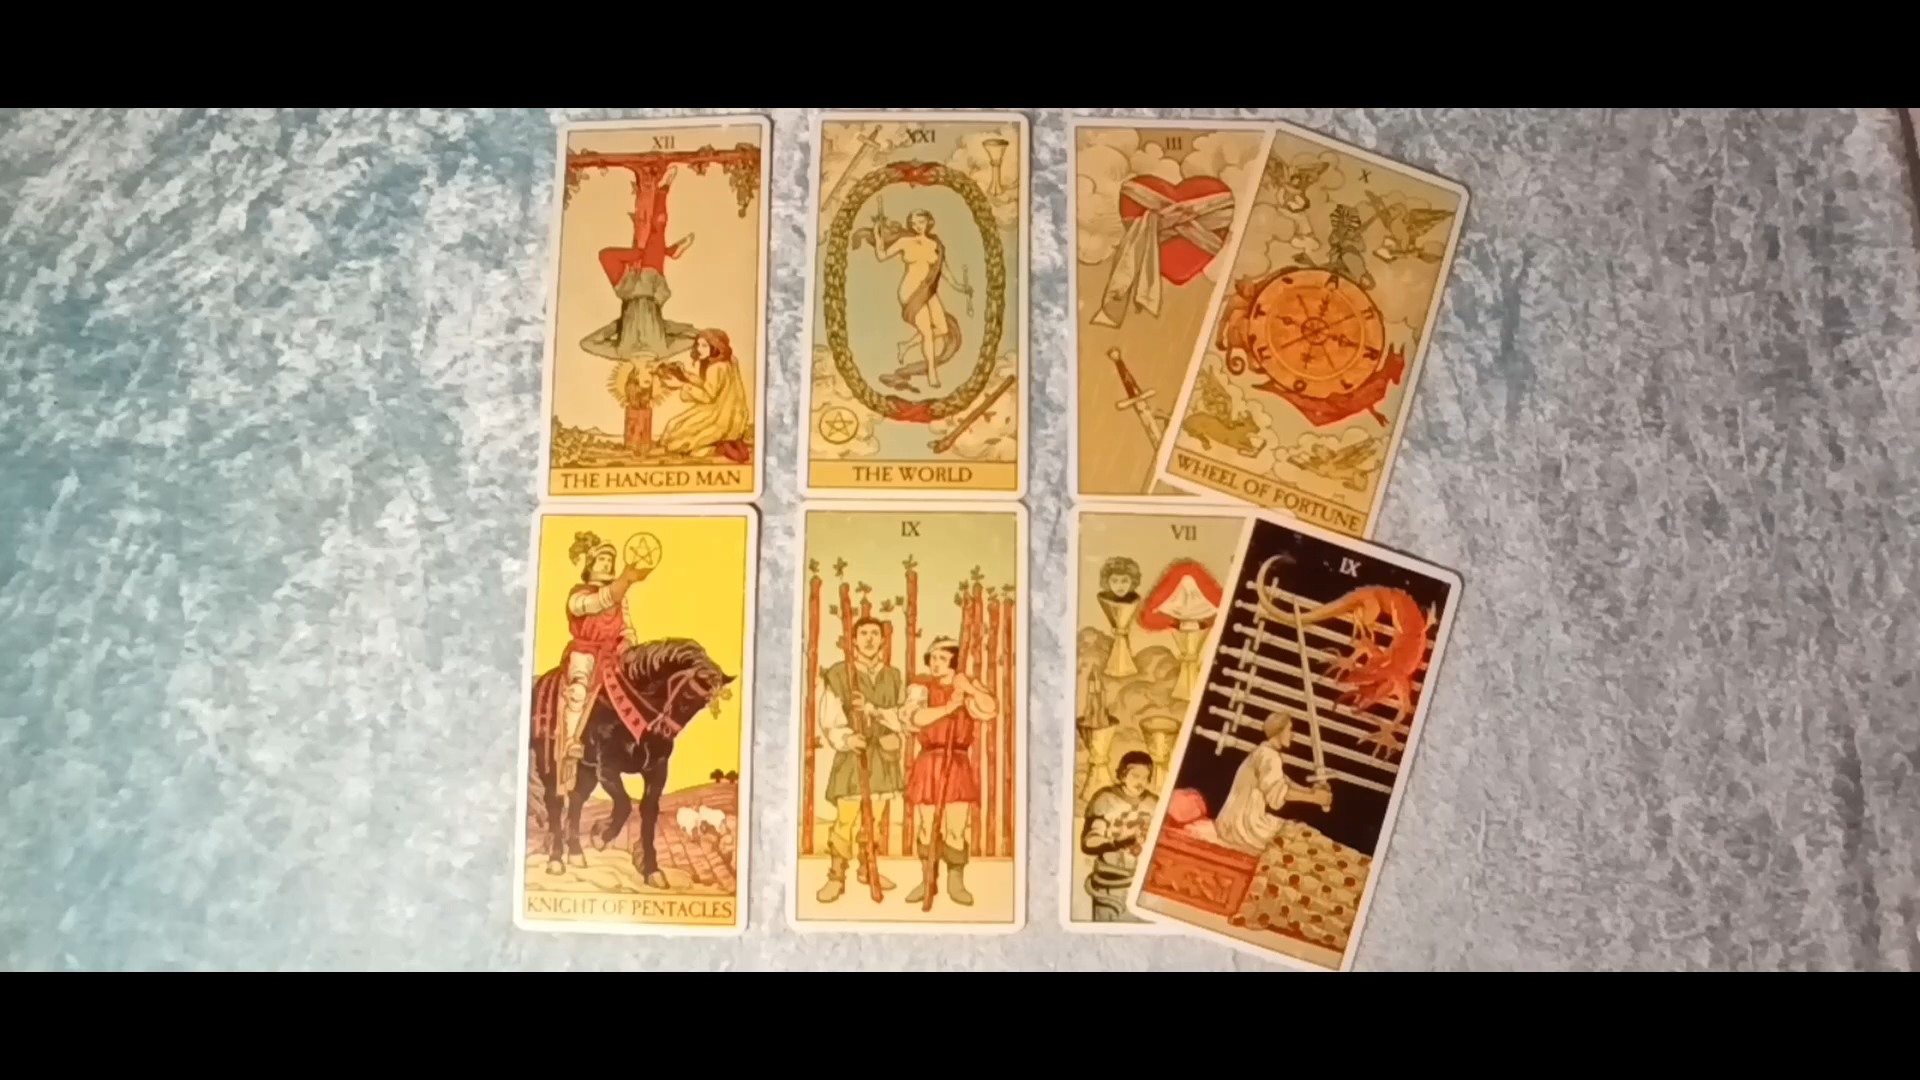 XII
THE HANGED MAN
XXI
THE WORLD
III
X
WHEEL OF FORTUNE
KNIGHT OF PENTACLES
IX
VII
IX